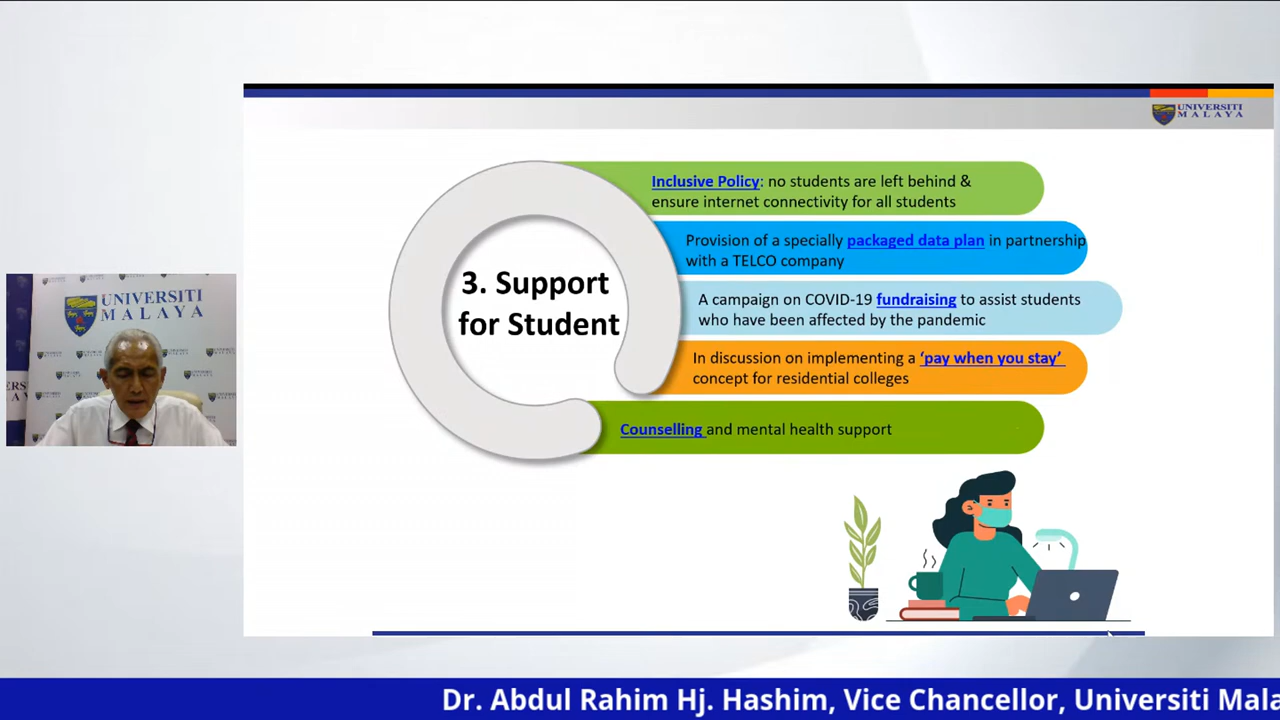 UNIVERSITI
MALAYA
Inclusive Policy: no students are left behind &
ensure internet connectivity for all students
Provision of a specially packaged data plan in partnership
with a TELCO company
3. Support
for Student
A campaign on COVID-19 fundraising to assist students
who have been affected by the pandemic
In discussion on implementing a ‘pay when you stay’
concept for residential colleges
Counselling and mental health support
UNIVERSITI
MALAYA
Dr. Abdul Rahim Hj. Hashim, Vice Chancellor, Universiti Mala